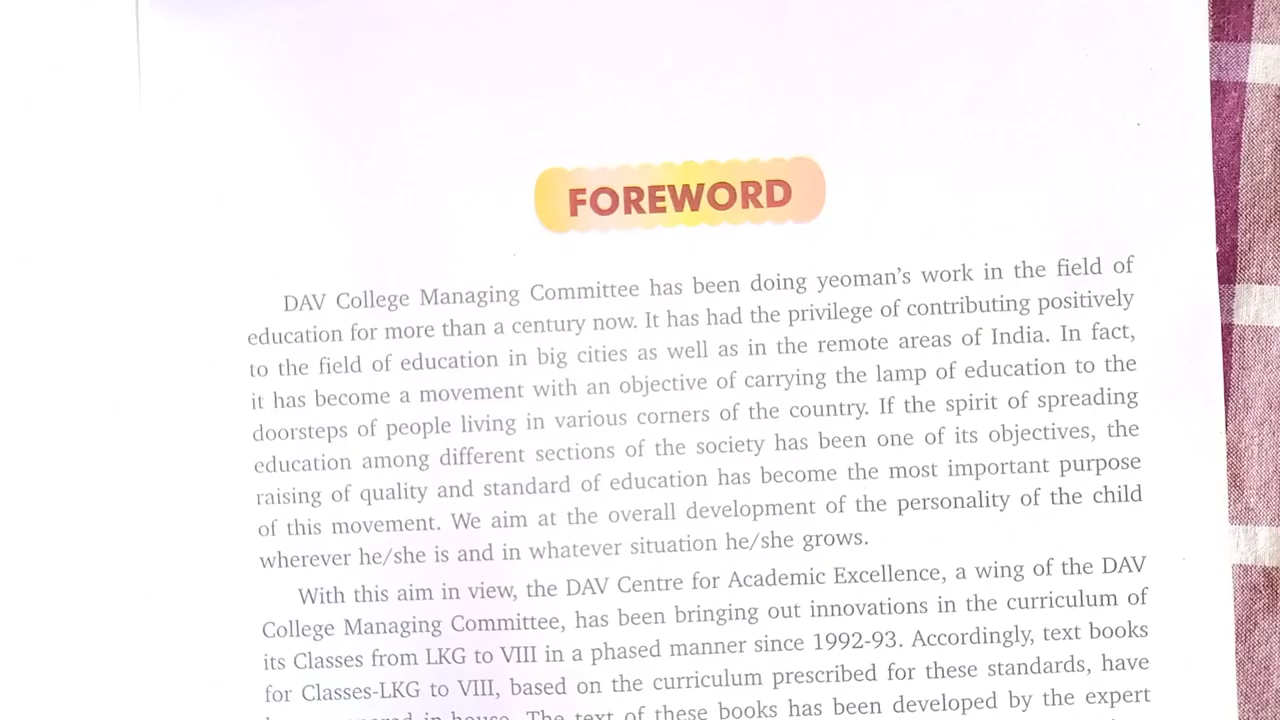 FOREWORD
DAV College Managing Committee has been doing yeoman's work in the field of
education for more than a century now. It has had the privilege of contributing positively
to the field of education in big cities as well as in the remote areas of India. In fact,
it has become a movement with an objective of carrying the lamp of education to the
doorsteps of people living in various corners of the country. If the spirit of spreading
education among different sections of the society has been one of its objectives, the
raising of quality and standard of education has become the most important purpose
of this movement. We aim at the overall development of the personality of the child
wherever he/she is and in whatever situation he/she grows.
With this aim in view, the DAV Centre for Academic Excellence, a wing of the DAV
College Managing Committee, has been bringing out innovations in the curriculum of
its Classes from LKG to VIII in a phased manner since 1992-93. Accordingly, text books
for Classes-LKG to VIII, based on the curriculum prescribed for these standards, have
in house. The text of these books has been developed by the expert